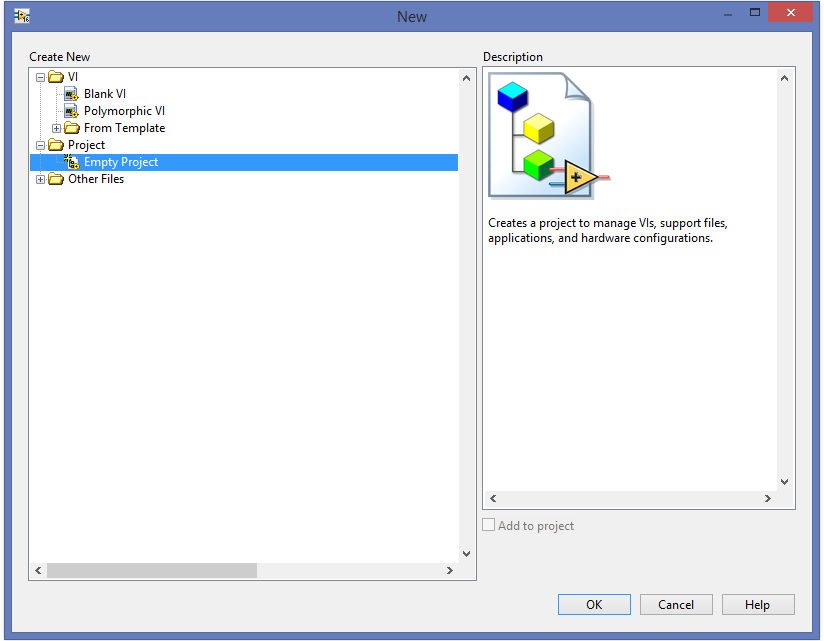 New
Create New
VI
Blank VI
Polymorphic VI
From Template
Project
Empty Project
Other Files
Description
Creates a project to manage VIs, support files,
applications, and hardware configurations.
Add to project
OK
Cancel
Help